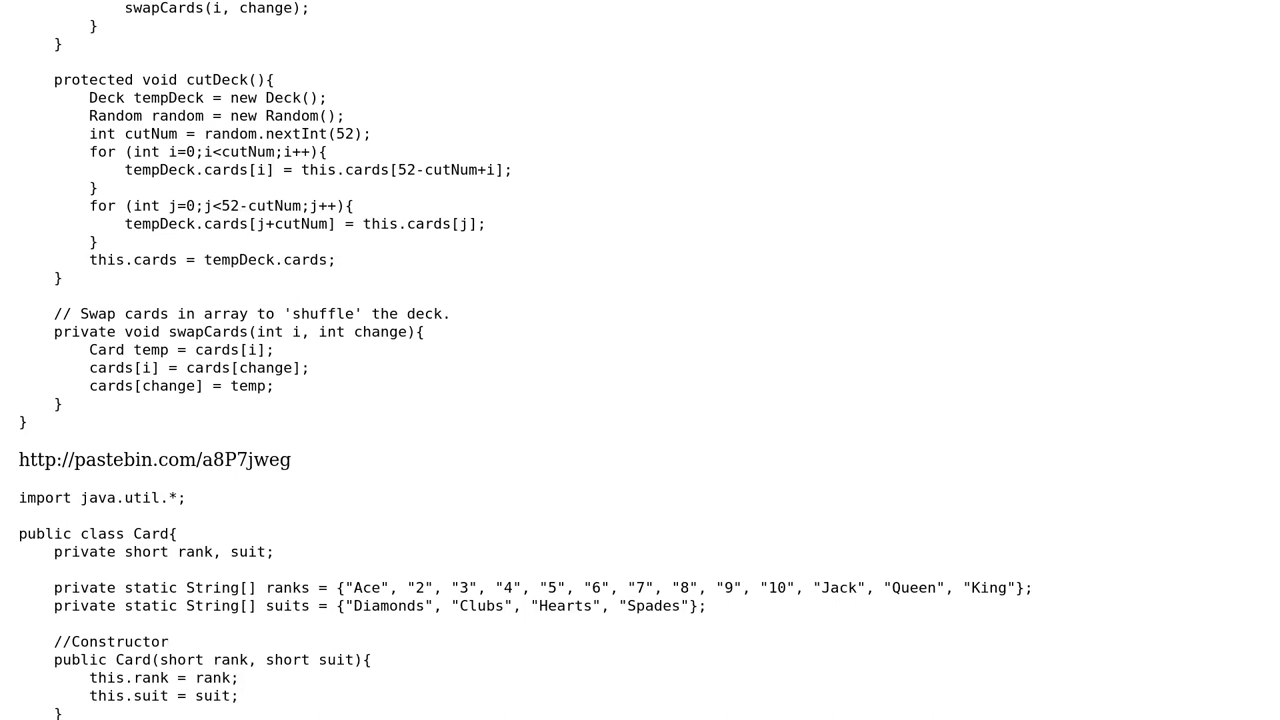 swapCards(i, change);
        }
    }

    protected void cutDeck(){
        Deck tempDeck = new Deck();
        Random random = new Random();
        int cutNum = random.nextInt(52);
        for (int i=0;i<cutNum;i++){
            tempDeck.cards[i] = this.cards[52-cutNum+i];
        }
        for (int j=0;j<52-cutNum;j++){
            tempDeck.cards[j+cutNum] = this.cards[j];
        }
        this.cards = tempDeck.cards;
    }

    // Swap cards in array to 'shuffle' the deck.
    private void swapCards(int i, int change){
        Card temp = cards[i];
        cards[i] = cards[change];
        cards[change] = temp;
    }
}

http://pastebin.com/a8P7jweg

import java.util.*;

public class Card{
    private short rank, suit;

    private static String[] ranks = {"Ace", "2", "3", "4", "5", "6", "7", "8", "9", "10", "Jack", "Queen", "King"};
    private static String[] suits = {"Diamonds", "Clubs", "Hearts", "Spades"};

    //Constructor
    public Card(short rank, short suit){
        this.rank = rank;
        this.suit = suit;
    }